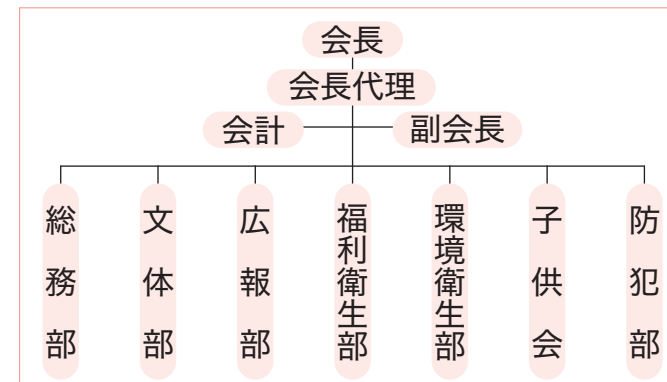 会長
会長代理
会計
副会長
総務部
文体部
広報部
福利衛生部
環境衛生部
子供会
防犯部